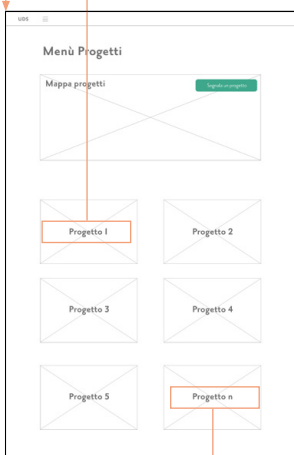 UDS
Menù Progetti
Mappa progetti
Segnala un progetto
Progetto 1
Progetto 2
Progetto 3
Progetto 4
Progetto 5
Progetto n